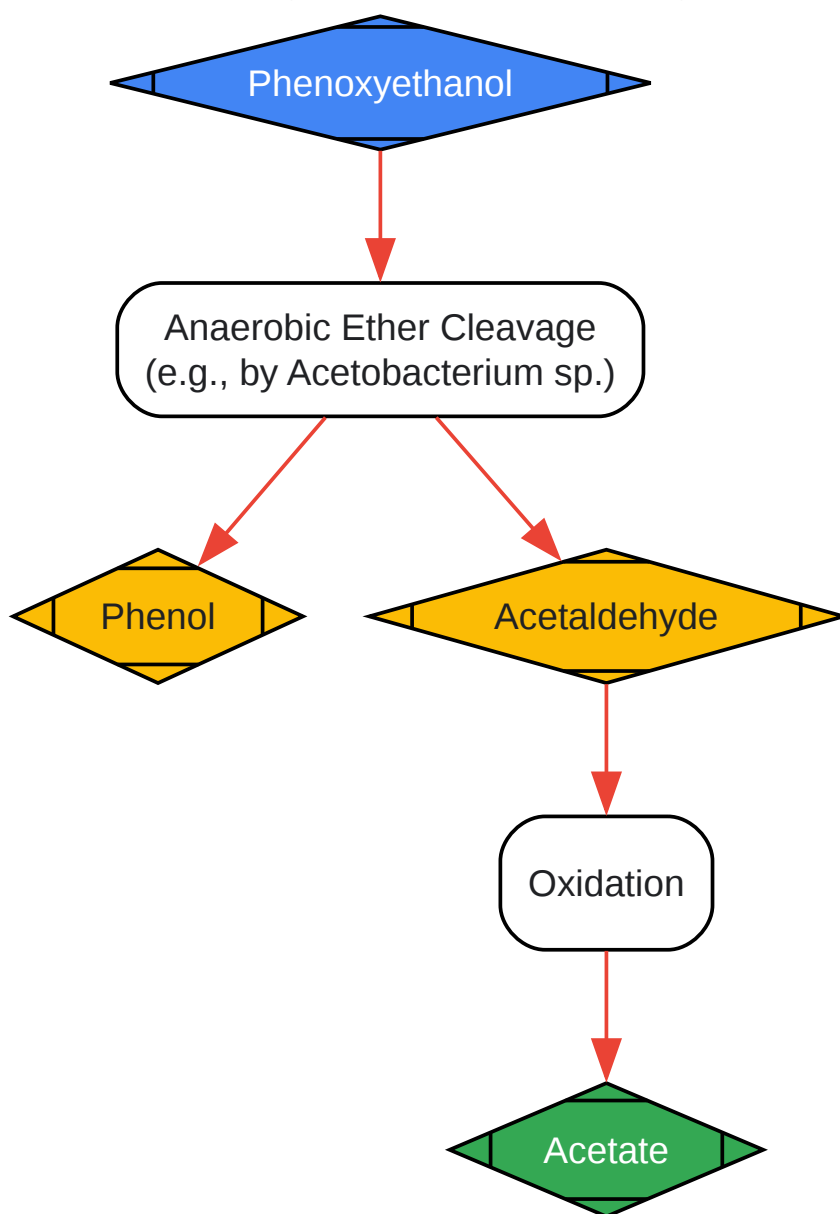 Phenoxyethanol
Anaerobic Ether Cleavage
(e.g., by Acetobacterium sp.)
Phenol
Acetaldehyde
Oxidation
Acetate